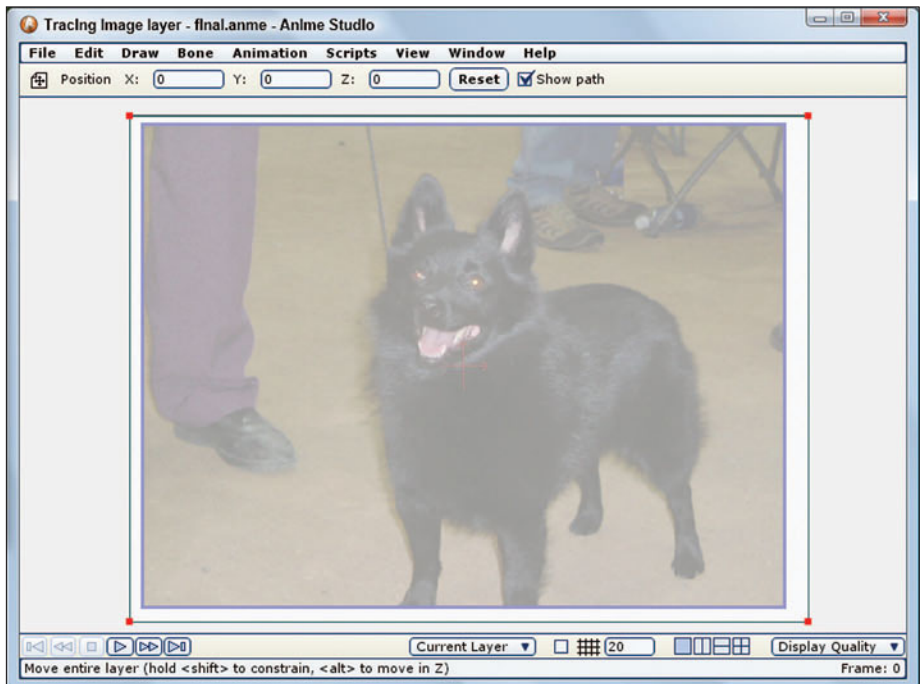 Tracing Image layer - final.anme - Anime Studio
File Edit Draw Bone Animation Scripts View Window Help
Position X: 0 Y: 0 Z: 0 Reset Show path
Current Layer 20 Display Quality
Move entire layer (hold <shift> to constrain, <alt> to move in Z) Frame: 0